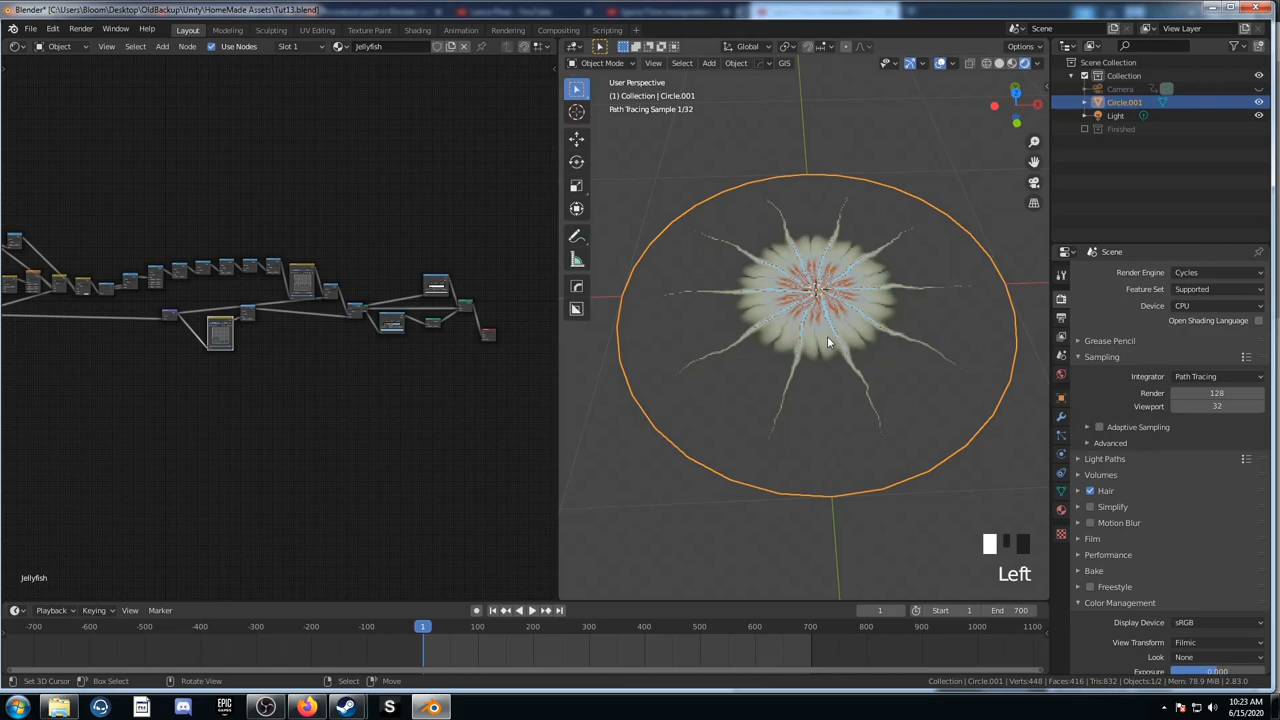 Blender* [C:\Users\Bloom\Desktop\OldBackup\Unity\HomeMade Assets\Tut13.blend]
File Edit Render Window Help Layout Modeling Sculpting UV Editing Texture Paint Shading Animation Rendering Compositing Scripting + Scene View Layer
Object View Select Add Node Use Nodes Slot 1 Jellyfish Global Options
Object Mode View Select Add Object GIS
Scene Collection
User Perspective
Collection
(1) Collection | Circle.001
Camera
Path Tracing Sample 1/32
Circle.001
Light
Finished
Scene
Render Engine Cycles
Feature Set Supported
Device CPU
Open Shading Language
Grease Pencil
Sampling
Integrator Path Tracing
Render 128
Viewport 32
Adaptive Sampling
Advanced
Light Paths
Volumes
Hair
Simplify
Motion Blur
Film
Performance
Bake
Freestyle
Color Management
Display Device sRGB
View Transform Filmic
Look None
Exposure 0.000
Left
Jellyfish
Playback Keying View Marker 1 Start 1 End 700
-700 -600 -500 -400 -300 -200 -100 1 100 200 300 400 500 600 700 800 900 1000 1100
Set 3D Cursor Box Select Rotate View Select Move Collection | Circle.001 | Verts:448 | Faces:416 | Tris:832 | Objects:1/2 | Mem: 78.9 MiB | 2.83.0
EPIC GAMES
S
10:23 AM
6/15/2020